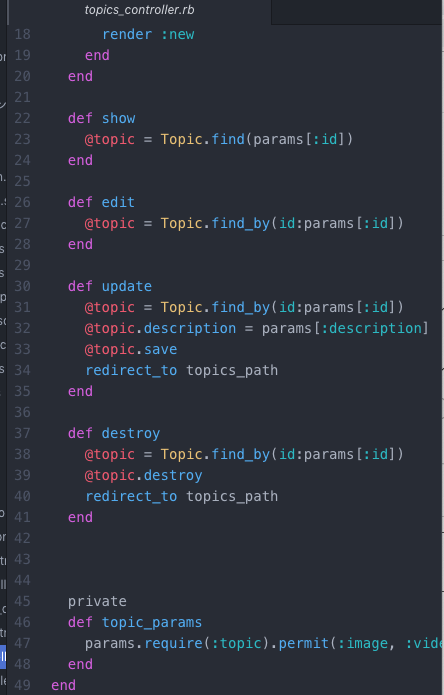 topics_controller.rb
18 render :new
19 end
20 end
21
22 def show
23 @topic = Topic.find(params[:id])
24 end
25
26 def edit
27 @topic = Topic.find_by(id:params[:id])
28 end
29
30 def update
31 @topic = Topic.find_by(id:params[:id])
32 @topic.description = params[:description]
33 @topic.save
34 redirect_to topics_path
35 end
36
37 def destroy
38 @topic = Topic.find_by(id:params[:id])
39 @topic.destroy
40 redirect_to topics_path
41 end
42
43
44
45 private
46 def topic_params
47 params.require(:topic).permit(:image, :vide
48 end
49 end